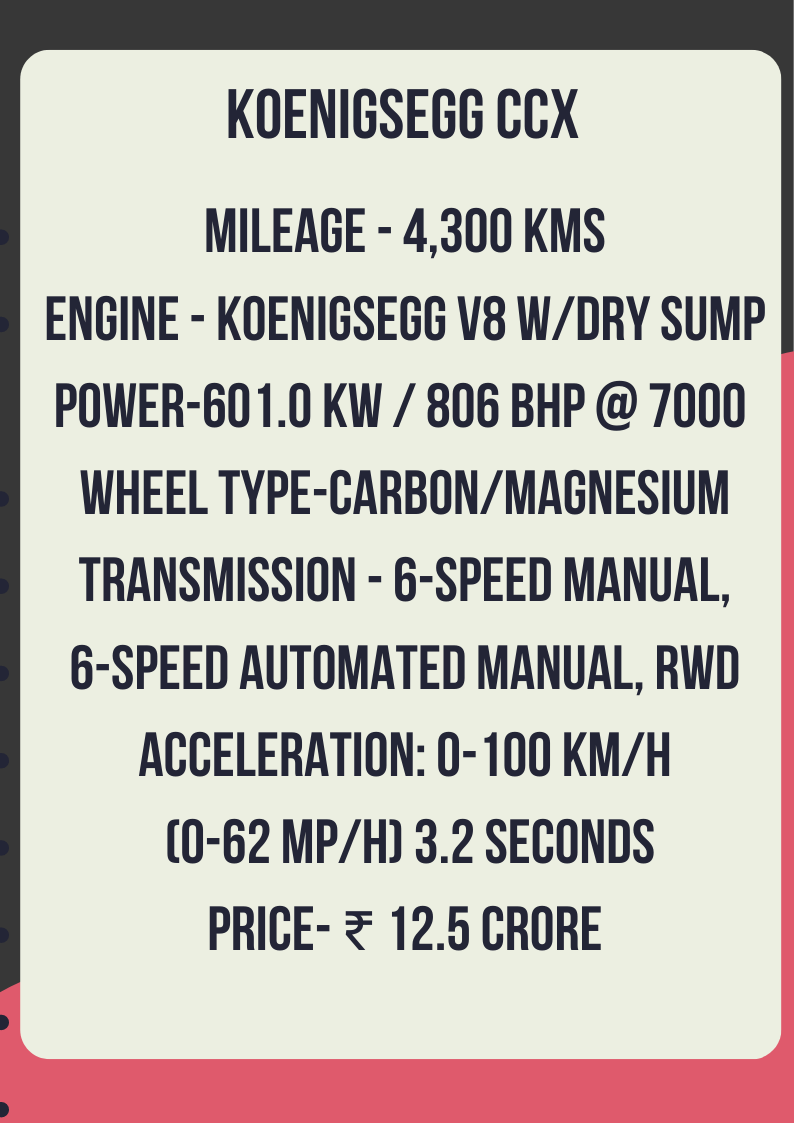 KOENIGSEGG CCX
MILEAGE - 4,300 KMS
ENGINE - KOENIGSEGG V8 W/DRY SUMP
POWER-601.0 KW / 806 BHP @ 7000
WHEEL TYPE-CARBON/MAGNESIUM
TRANSMISSION - 6-SPEED MANUAL,
6-SPEED AUTOMATED MANUAL, RWD
ACCELERATION: 0-100 KM/H
(0-62 MP/H) 3.2 SECONDS
PRICE- ₹ 12.5 CRORE